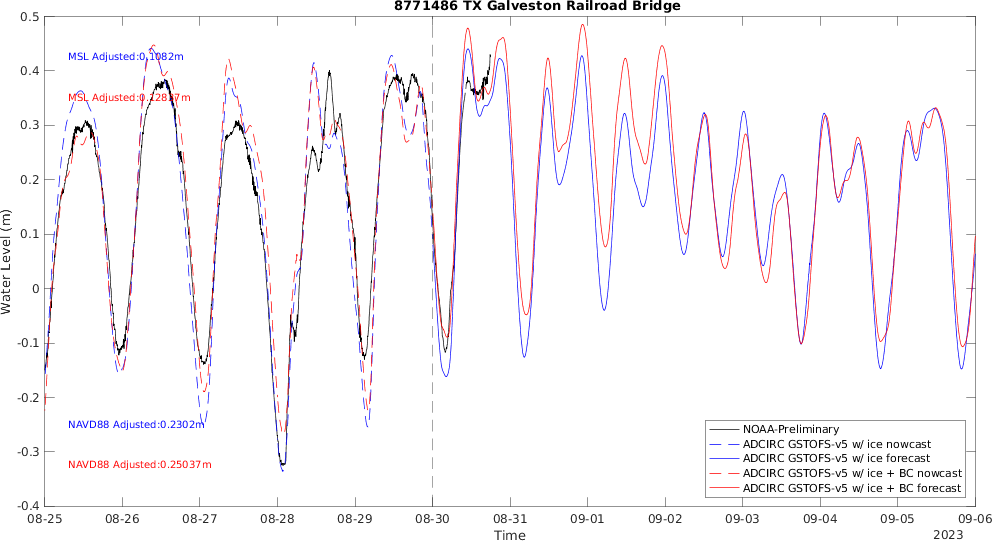 8771486 TX Galveston Railroad Bridge
0.5
0.4
0.3
0.2
0.1
0
-0.1
-0.2
-0.3
-0.4
Water Level (m)
MSL Adjusted:0.1082m
MSL Adjusted:0.12837m
NAVD88 Adjusted:0.2302m
NAVD88 Adjusted:0.25037m
NOAA-Preliminary
ADCIRC GSTOFS-v5 w/ ice nowcast
ADCIRC GSTOFS-v5 w/ ice forecast
ADCIRC GSTOFS-v5 w/ ice + BC nowcast
ADCIRC GSTOFS-v5 w/ ice + BC forecast
08-25 08-26 08-27 08-28 08-29 08-30 08-31 09-01 09-02 09-03 09-04 09-05 09-06
Time
2023